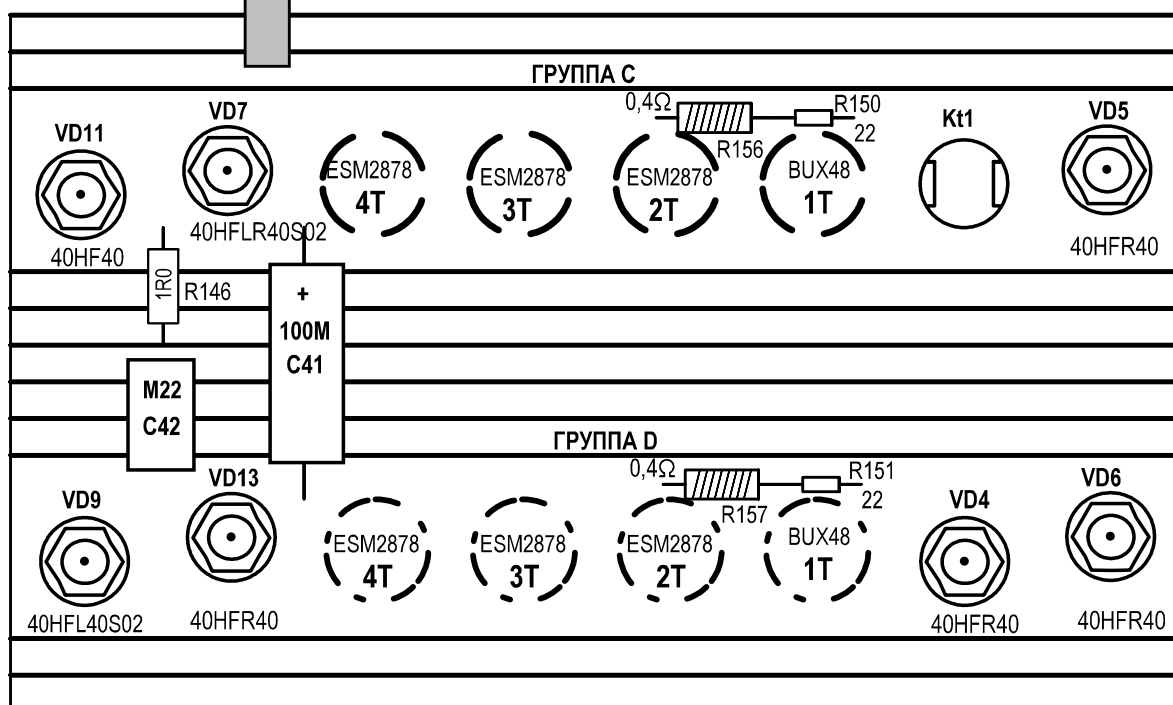 ГРУППА С
0,4Ω
R150
R156
22
VD11
VD7
Kt1
VD5
ESM2878
4T
ESM2878
3T
ESM2878
2T
BUX48
1T
40HF40
40HFLR40S02
40HFR40
1R0
R146
+
100M
C41
M22
C42
ГРУППА D
0,4Ω
R151
R157
22
VD9
VD13
VD4
VD6
ESM2878
4T
ESM2878
3T
ESM2878
2T
BUX48
1T
40HFL40S02
40HFR40
40HFR40
40HFR40